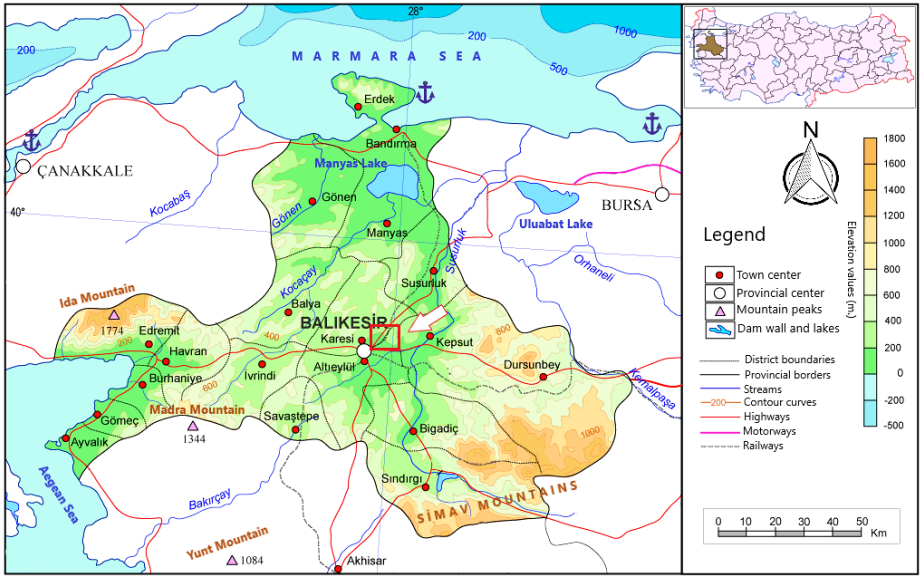 28°
200
1000
200
500
MARMARA SEA
Erdek
Bandırma
Manyas Lake
ÇANAKKALE
Kocabaş
Gönen
Gönen
Manyas
BURSA
Uluabat Lake
40°
Susurluk
Orhaneli
Kocaçay
Susurluk
Ida Mountain
1774
Balya
BALIKESİR
Edremit
200
400
Karesi
Kepsut
800
Havran
Altıeylül
Dursunbey
Burhaniye
İvrindi
600
Kemalpaşa
Madra Mountain
1344
Gömeç
Savaştepe
Bigadiç
1000
Ayvalık
Aegean Sea
Sındırgı
SİMAV MOUNTAINS
Bakırçay
Yunt Mountain
1084
Akhisar
N
Elevation values (m.)
1800
1600
1400
1200
1000
800
600
400
200
0
-200
-500
Legend
Town center
Provincial center
Mountain peaks
Dam wall and lakes
District boundaries
Provincial borders
Streams
200 Contour curves
Highways
Motorways
Railways
0 10 20 30 40 50 Km